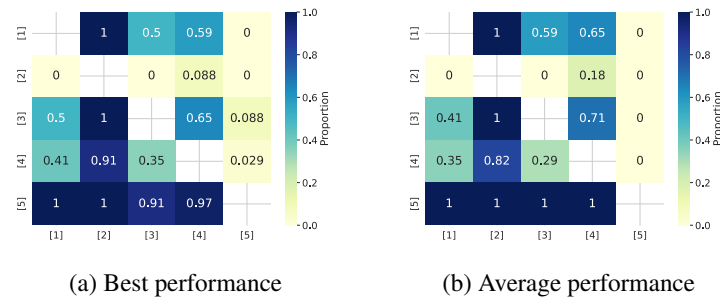 [1] 1 0.5 0.59 0
[2] 0 0 0.088 0
[3] 0.5 1 0.65 0.088
[4] 0.41 0.91 0.35 0.029
[5] 1 1 0.91 0.97
[1] [2] [3] [4] [5]
1.0
0.8
0.6
0.4
0.2
0.0
Proportion
(a) Best performance
[1] 1 0.59 0.65 0
[2] 0 0 0.18 0
[3] 0.41 1 0.71 0
[4] 0.35 0.82 0.29 0
[5] 1 1 1 1
[1] [2] [3] [4] [5]
1.0
0.8
0.6
0.4
0.2
0.0
Proportion
(b) Average performance